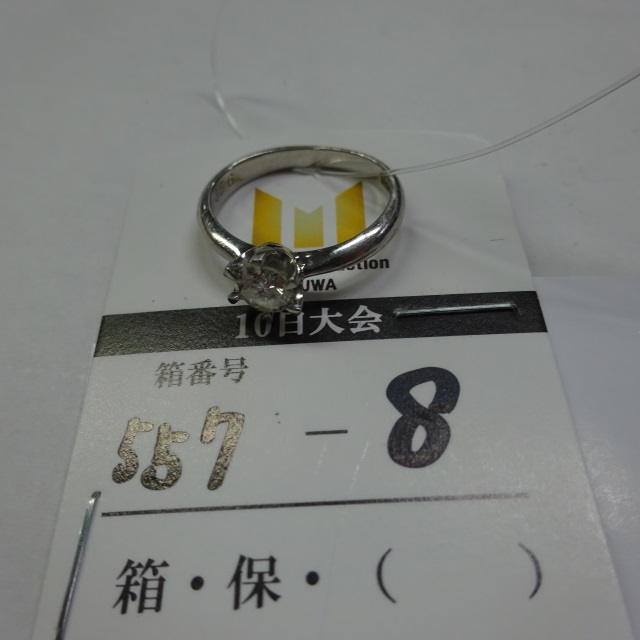 ction
UWA
10日大会
箱番号
557 - 8
箱・保・( )